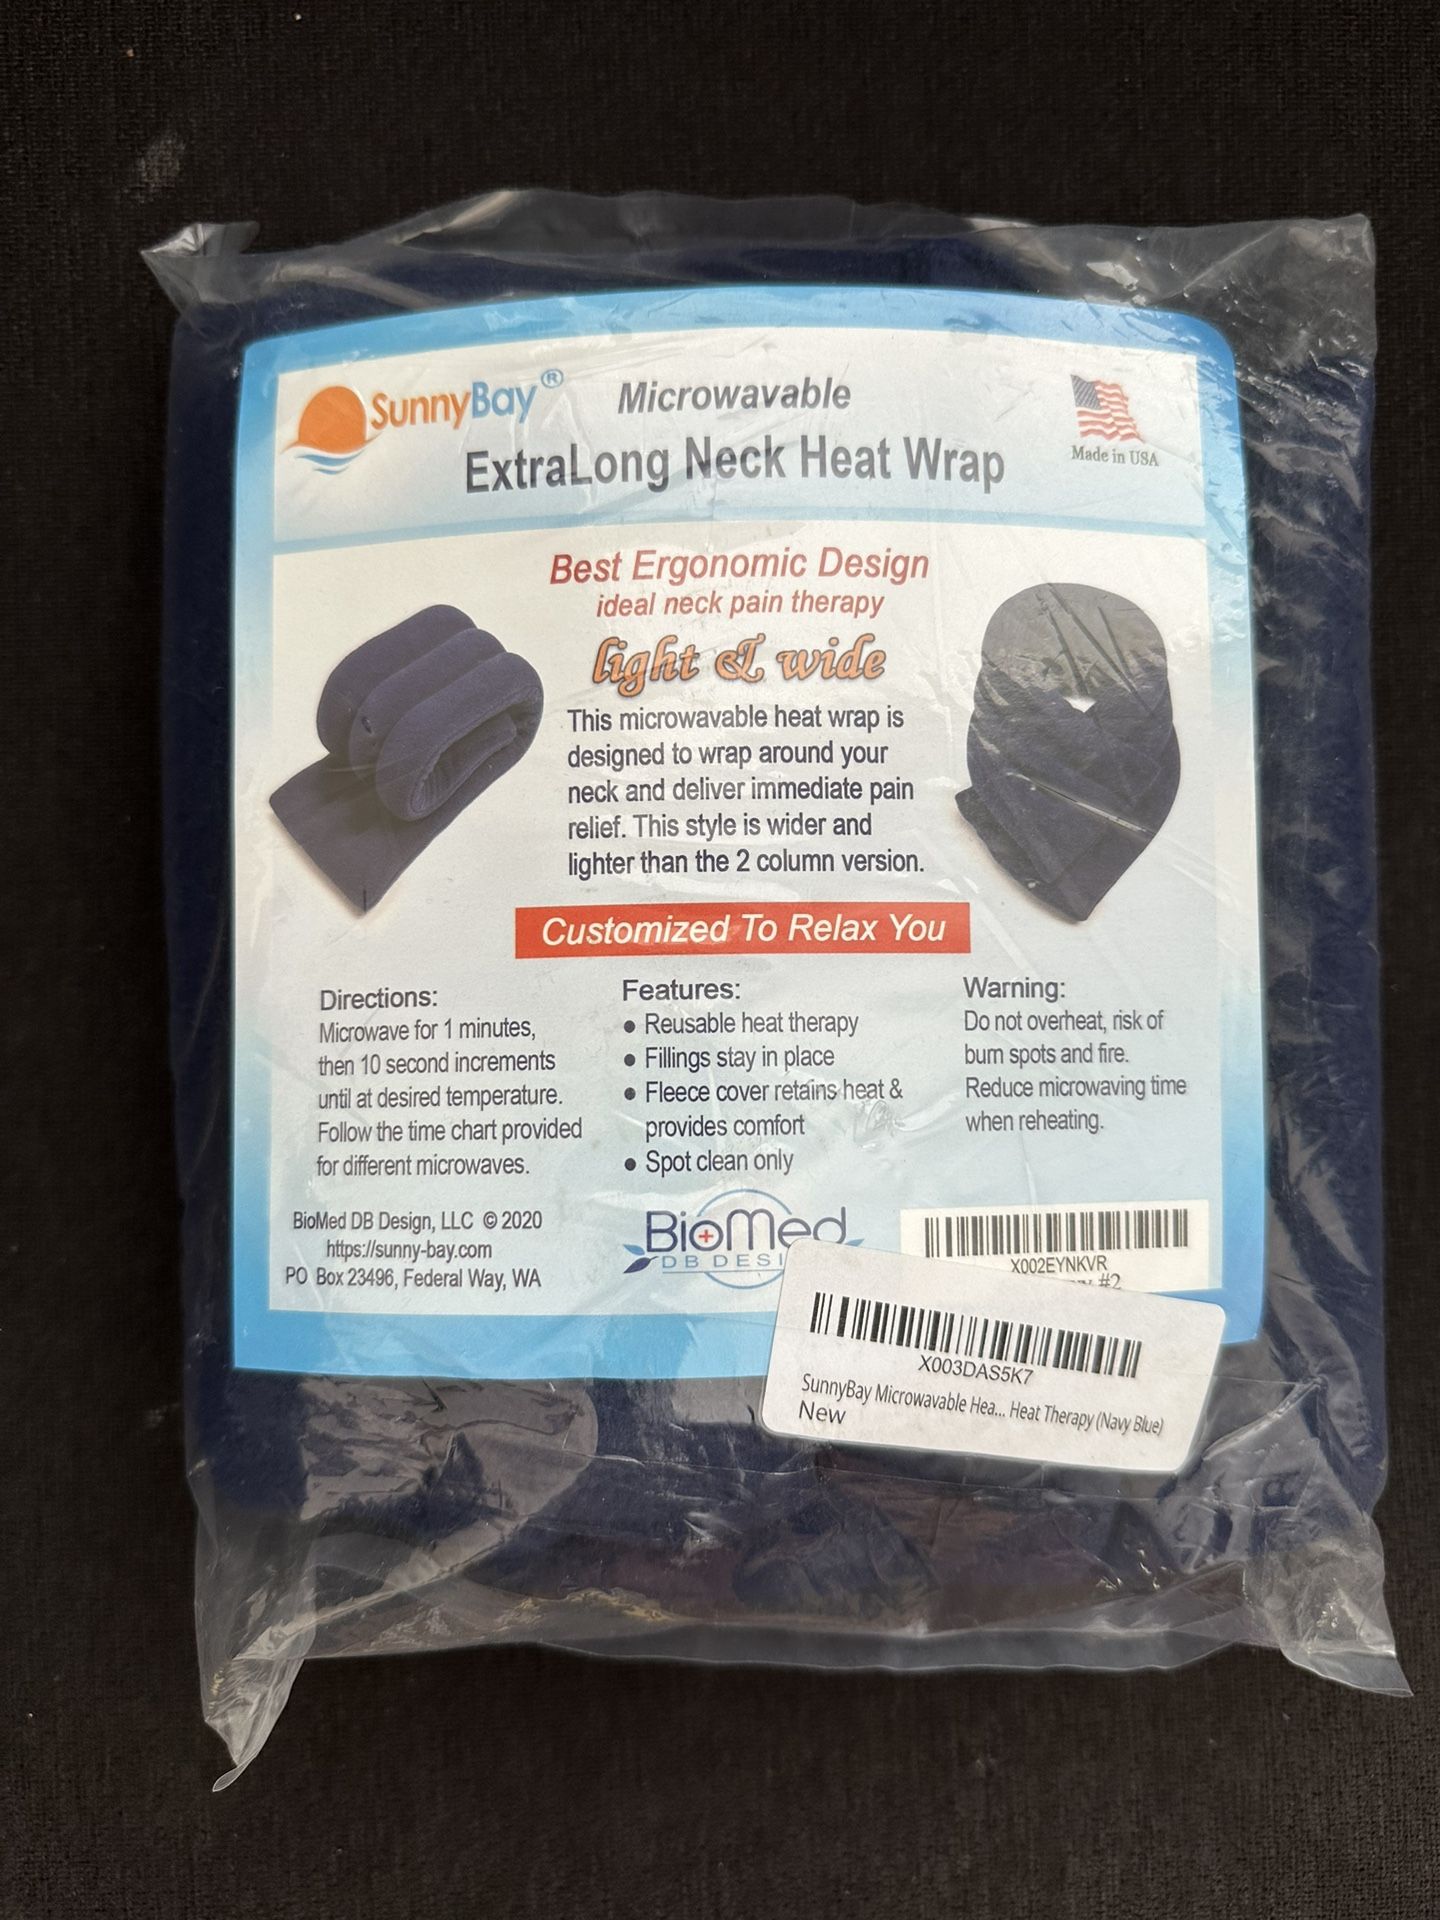 SunnyBay®
Microwavable
ExtraLong Neck Heat Wrap
Made in USA
Best Ergonomic Design
ideal neck pain therapy
light & wide
This microwavable heat wrap is
designed to wrap around your
neck and deliver immediate pain
relief. This style is wider and
lighter than the 2 column version.
Customized To Relax You
Directions:
Microwave for 1 minutes,
then 10 second increments
until at desired temperature.
Follow the time chart provided
for different microwaves.
Features:
• Reusable heat therapy
• Fillings stay in place
• Fleece cover retains heat &
provides comfort
• Spot clean only
Warning:
Do not overheat, risk of
burn spots and fire.
Reduce microwaving time
when reheating.
BioMed DB Design, LLC © 2020
https://sunny-bay.com
PO Box 23496, Federal Way, WA
BioMed
DB DESI
X002EYNKVR
#2
X003DAS5K7
SunnyBay Microwavable Hea... Heat Therapy (Navy Blue)
New